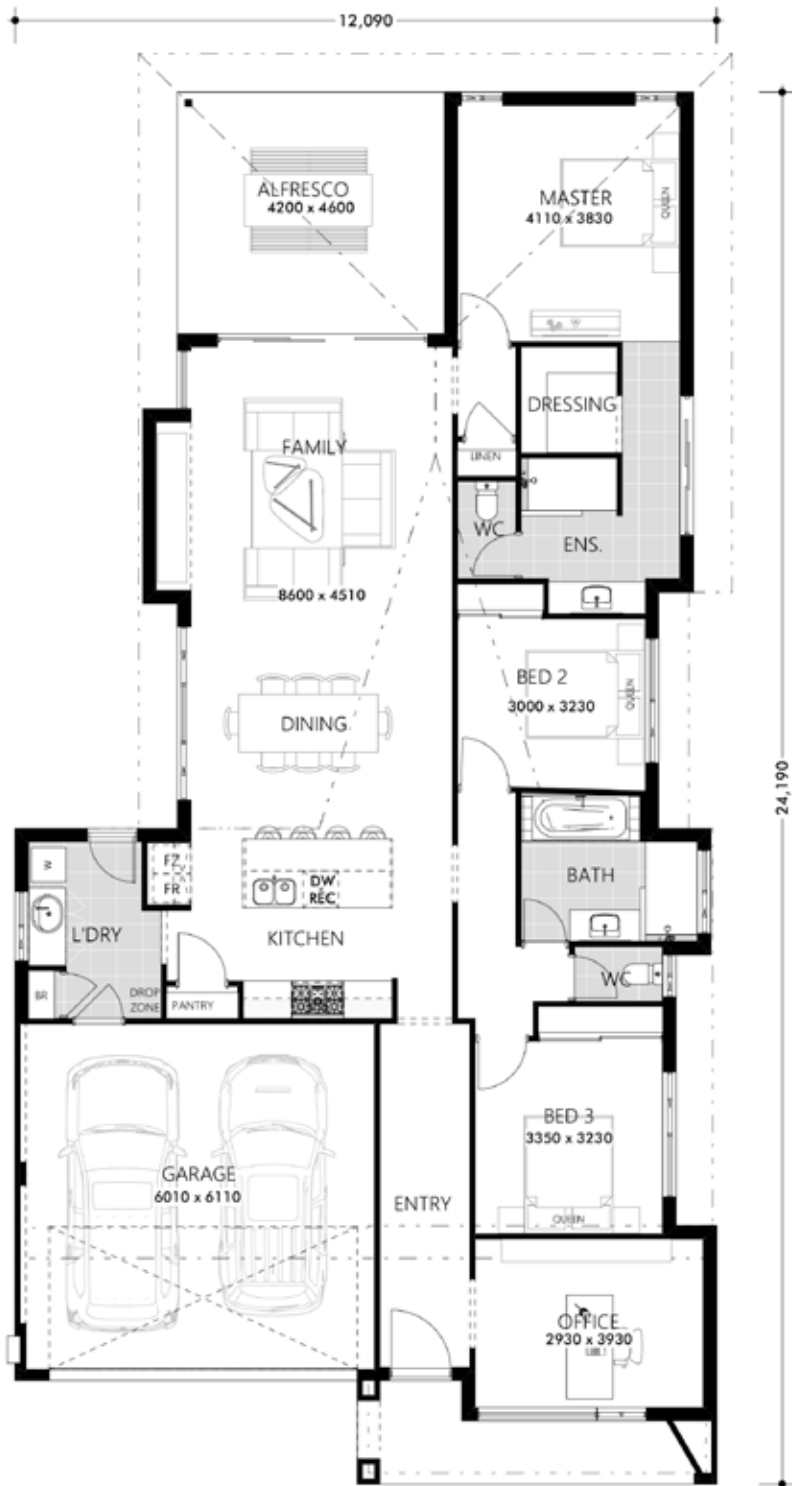 12,090
ALFRESCO
4200 x 4600
MASTER
4110 x 3830
QUEEN
DRESSING
FAMILY
LINEN
WC
ENS.
8600 x 4510
BED 2
3000 x 3230
QUEEN
DINING
24,190
FZ
FR
W
DW
REC
BATH
L'DRY
KITCHEN
WC
BR
DROP
ZONE
PANTRY
BED 3
3350 x 3230
QUEEN
GARAGE
6010 x 6110
ENTRY
OFFICE
2930 x 3930